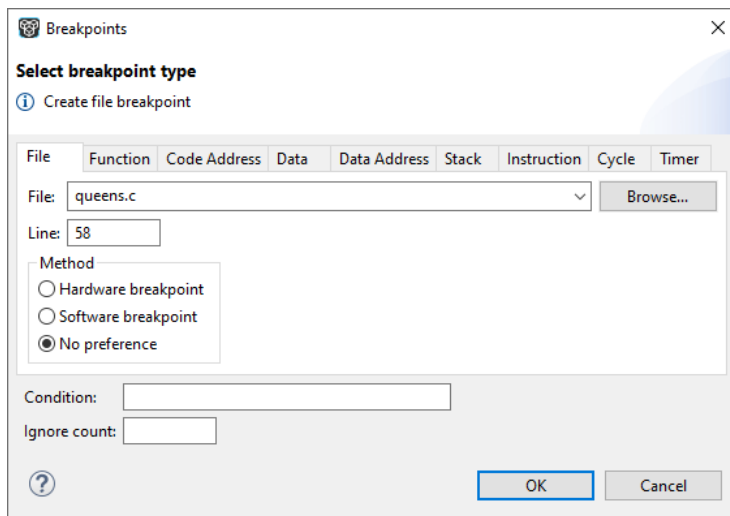 Breakpoints
Select breakpoint type
Create file breakpoint
File Function Code Address Data Data Address Stack Instruction Cycle Timer
File: queens.c Browse...
Line: 58
Method
Hardware breakpoint
Software breakpoint
No preference
Condition:
Ignore count:
OK Cancel